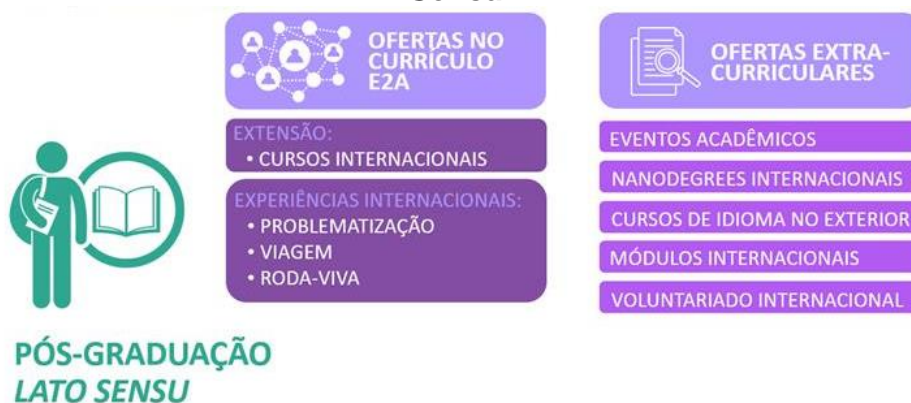 OFERTAS NO
CURRÍCULO
E2A
EXTENSÃO:
• CURSOS INTERNACIONAIS
EXPERIÊNCIAS INTERNACIONAIS:
• PROBLEMATIZAÇÃO
• VIAGEM
• RODA-VIVA
OFERTAS EXTRA-
CURRICULARES
EVENTOS ACADÊMICOS
NANODEGREES INTERNACIONAIS
CURSOS DE IDIOMA NO EXTERIOR
MÓDULOS INTERNACIONAIS
VOLUNTARIADO INTERNACIONAL
PÓS-GRADUAÇÃO
LATO SENSU